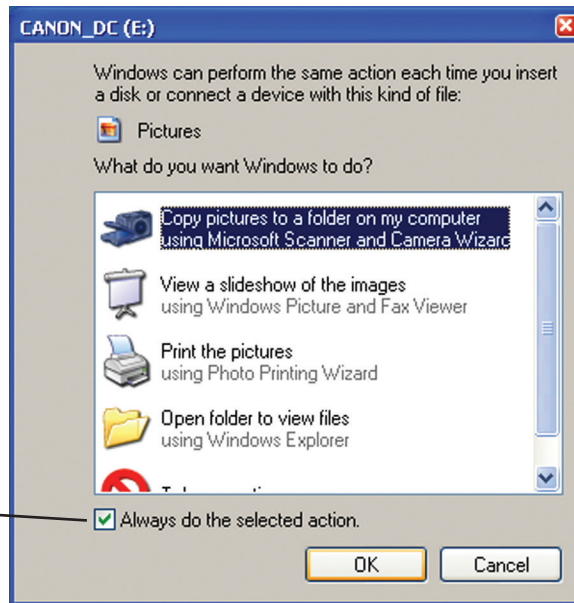 CANON_DC (E:)
Windows can perform the same action each time you insert
a disk or connect a device with this kind of file:
Pictures
What do you want Windows to do?
Copy pictures to a folder on my computer
using Microsoft Scanner and Camera Wizard
View a slideshow of the images
using Windows Picture and Fax Viewer
Print the pictures
using Photo Printing Wizard
Open folder to view files
using Windows Explorer
Always do the selected action.
OK
Cancel